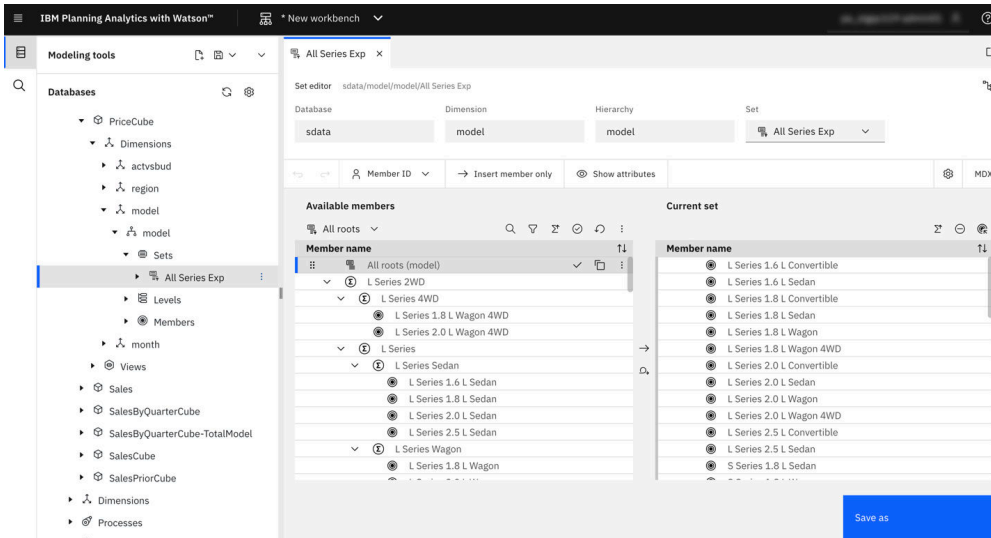 IBM Planning Analytics with Watson™
* New workbench
Modeling tools
Databases
PriceCube
Dimensions
actvsbud
region
model
model
Sets
All Series Exp
Levels
Members
month
Views
Sales
SalesByQuarterCube
SalesByQuarterCube-TotalModel
SalesCube
SalesPriorCube
Dimensions
Processes
All Series Exp
Set editor sdata/model/model/All Series Exp
Database Dimension Hierarchy Set
sdata model model All Series Exp
Member ID Insert member only Show attributes MDX
Available members
All roots
Member name
All roots (model)
L Series 2WD
L Series 4WD
L Series 1.8 L Wagon 4WD
L Series 2.0 L Wagon 4WD
L Series
L Series Sedan
L Series 1.6 L Sedan
L Series 1.8 L Sedan
L Series 2.0 L Sedan
L Series 2.5 L Sedan
L Series Wagon
L Series 1.8 L Wagon
Current set
Member name
L Series 1.6 L Convertible
L Series 1.6 L Sedan
L Series 1.8 L Convertible
L Series 1.8 L Sedan
L Series 1.8 L Wagon
L Series 1.8 L Wagon 4WD
L Series 2.0 L Convertible
L Series 2.0 L Sedan
L Series 2.0 L Wagon
L Series 2.0 L Wagon 4WD
L Series 2.5 L Convertible
L Series 2.5 L Sedan
S Series 1.8 L Sedan
Save as